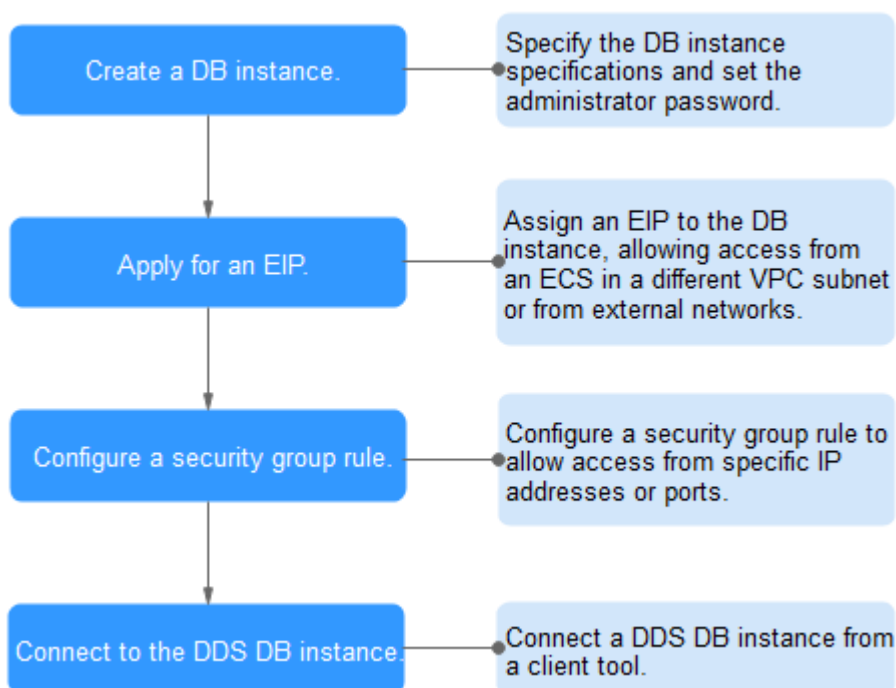 Create a DB instance.
Specify the DB instance
specifications and set the
administrator password.
Apply for an EIP.
Assign an EIP to the DB
instance, allowing access from
an ECS in a different VPC subnet
or from external networks.
Configure a security group rule.
Configure a security group rule to
allow access from specific IP
addresses or ports.
Connect to the DDS DB instance.
Connect a DDS DB instance from
a client tool.